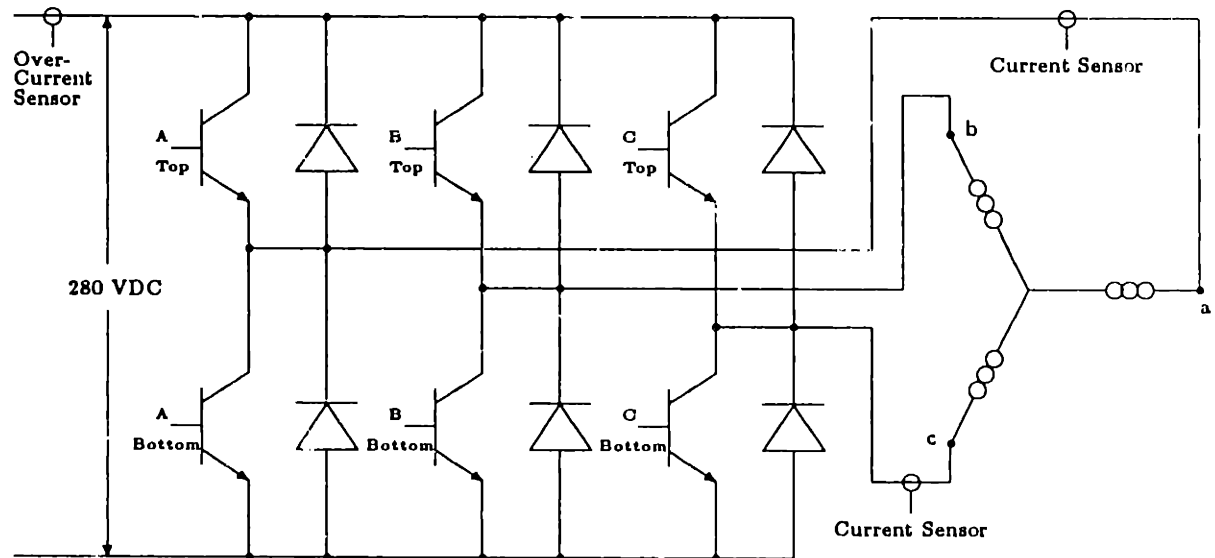 Over-
Current
Sensor
Current Sensor
A
Top
B
Top
C
Top
b
280 VDC
a
A
Bottom
B
Bottom
C
Bottom
c
Current Sensor